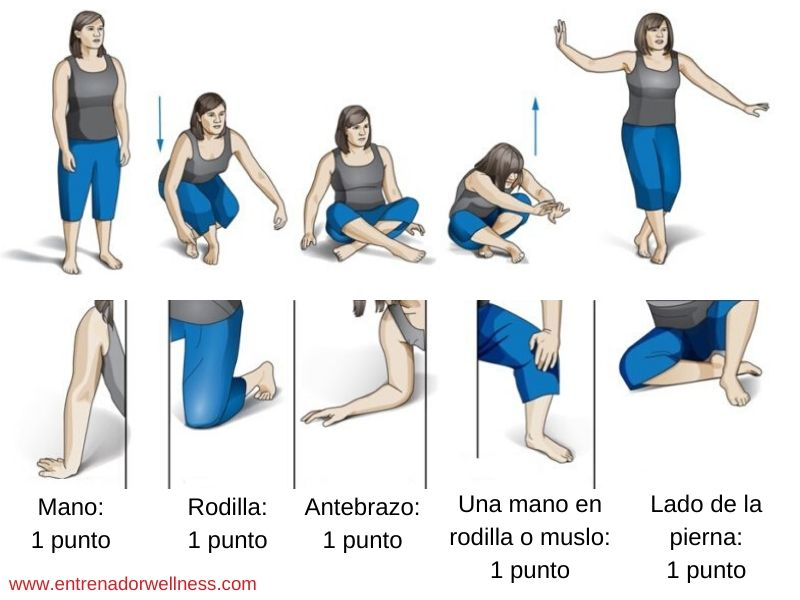 Mano:
1 punto
Rodilla:
1 punto
Antebrazo:
1 punto
Una mano en
rodilla o muslo:
1 punto
Lado de la
pierna:
1 punto
www.entrenadorwellness.com